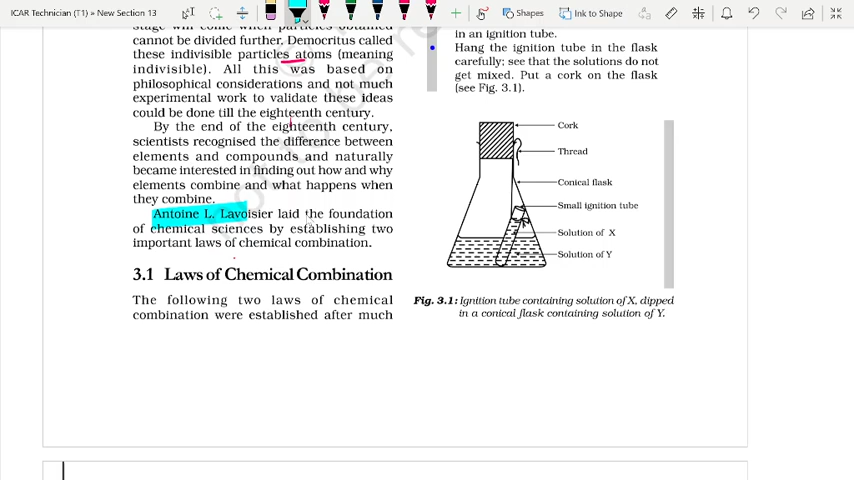 ICAR Technician (T1) » New Section 13
Shapes
Ink to Shape
stage will come when particles obtained
cannot be divided further, Democritus called
these indivisible particles atoms (meaning
indivisible). All this was based on
philosophical considerations and not much
experimental work to validate these ideas
could be done till the eighteenth century.
By the end of the eighteenth century,
scientists recognised the difference between
elements and compounds and naturally
became interested in finding out how and why
elements combine and what happens when
they combine.
Antoine L. Lavoisier laid the foundation
of chemical sciences by establishing two
important laws of chemical combination.
3.1 Laws of Chemical Combination
The following two laws of chemical
combination were established after much
in an ignition tube.
Hang the ignition tube in the flask
carefully; see that the solutions do not
get mixed. Put a cork on the flask
(see Fig. 3.1).
Cork
Thread
Conical flask
Small ignition tube
Solution of X
Solution of Y
Fig. 3.1: Ignition tube containing solution of X, dipped
in a conical flask containing solution of Y.